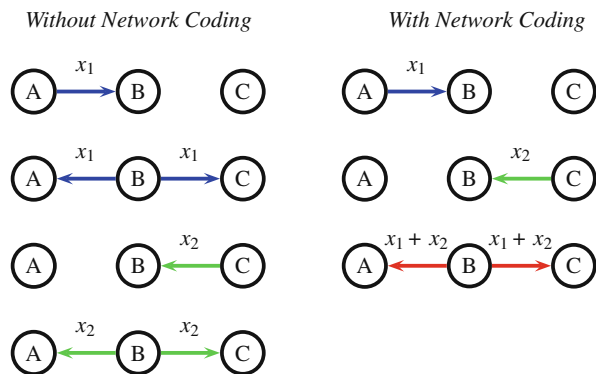 Without Network Coding
x₁
A B C
x₁ x₁
A B C
x₂
A B C
x₂ x₂
A B C
With Network Coding
x₁
A B C
x₂
A B C
x₁ + x₂ x₁ + x₂
A B C